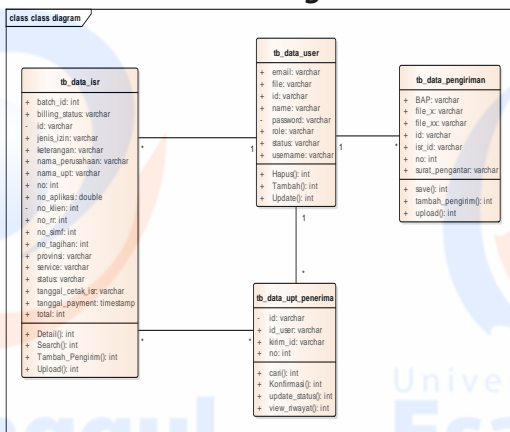 class class diagram
tb_data_isr
+ batch_id: int
+ billing_status: varchar
- id: varchar
+ jenis_izin: varchar
+ keterangan: varchar
+ nama_perusahaan: varchar
+ nama_upt: varchar
+ no: int
+ no_aplikasi: double
- no_klien: int
+ no_rr: int
+ no_simf: int
+ no_tagihan: int
+ provinsi: varchar
+ service: varchar
+ status: varchar
+ tanggal_cetak_isr: varchar
+ tanggal_payment: timestamp
+ total: int
+ Detail(): int
+ Search(): int
+ Tambah_Pengirim(): int
+ Upload(): int
tb_data_user
+ email: varchar
+ file: varchar
+ id: varchar
+ name: varchar
- password: varchar
+ role: varchar
+ status: varchar
+ username: varchar
+ Hapus(): int
+ Tambah(): int
+ Update(): int
tb_data_pengiriman
+ BAP: varchar
+ file_x: varchar
+ file_xx: varchar
+ id: varchar
+ isr_id: varchar
+ no: int
+ surat_pengantar: varchar
+ save(): int
+ tambah_pengirim(): int
+ upload(): int
* 1 1 *
1
*
tb_data_upt_penerima
- id: varchar
+ id_user: varchar
+ kirim_id: varchar
+ no: int
+ cari(): int
+ Konfirmasi(): int
+ update_status(): int
+ view_riwayat(): int
* *
Univer
Esa